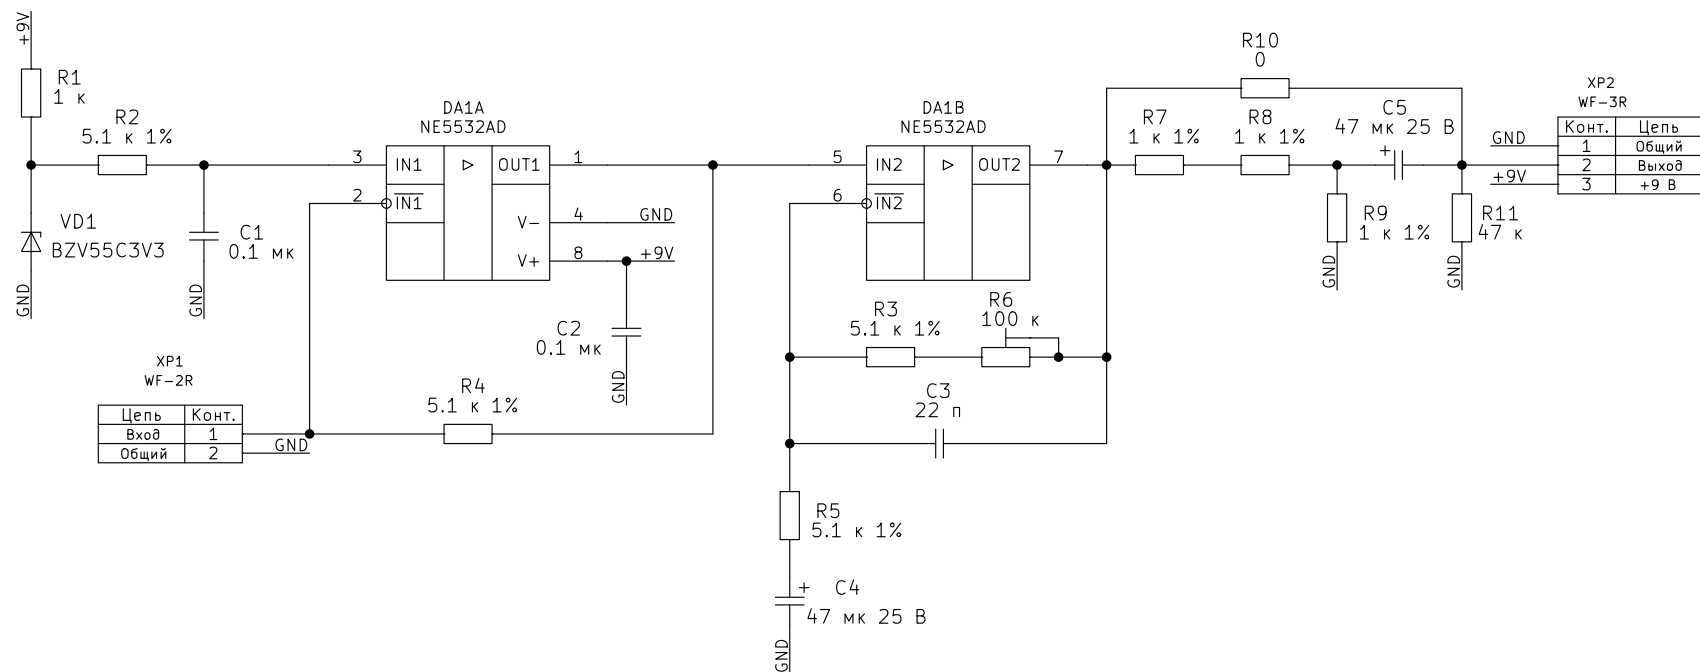 +9V
R1
1 к
R2
5.1 к 1%
VD1
BZV55C3V3
GND
C1
0.1 мк
GND
DA1A
NE5532AD
3
IN1
OUT1
1
2
IN1
V-
4
GND
V+
8
+9V
C2
0.1 мк
GND
XP1
WF-2R
Цепь Конт.
Вход 1
Общий 2
GND
R4
5.1 к 1%
DA1B
NE5532AD
5
IN2
OUT2
7
6
IN2
R3
5.1 к 1%
R6
100 к
C3
22 п
R5
5.1 к 1%
+ C4
47 мк 25 В
GND
R10
0
R7
1 к 1%
R8
1 к 1%
C5
47 мк 25 В
+
R9
1 к 1%
GND
R11
47 к
GND
XP2
WF-3R
Конт. Цепь
GND 1 Общий
2 Выход
+9V 3 +9 В